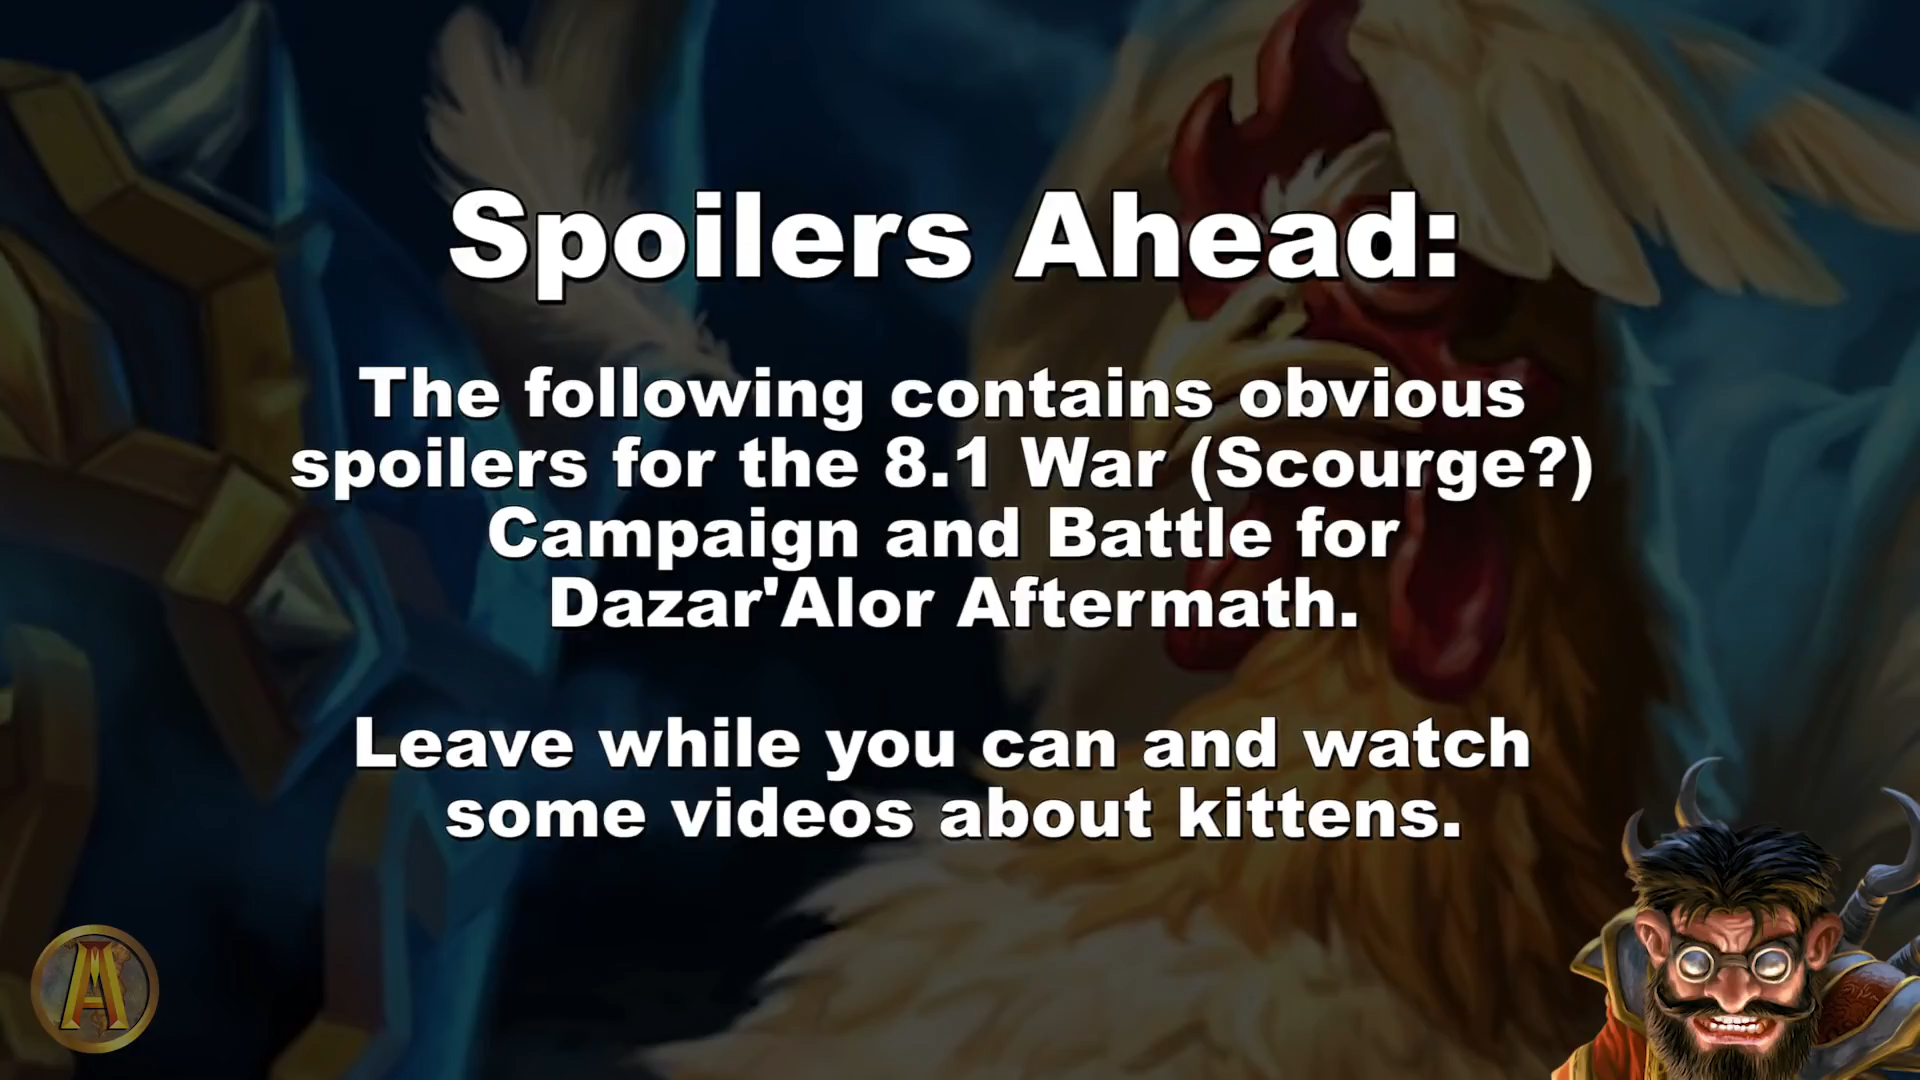 Spoilers Ahead:
The following contains obvious
spoilers for the 8.1 War (Scourge?)
Campaign and Battle for
Dazar'Alor Aftermath.
Leave while you can and watch
some videos about kittens.
A